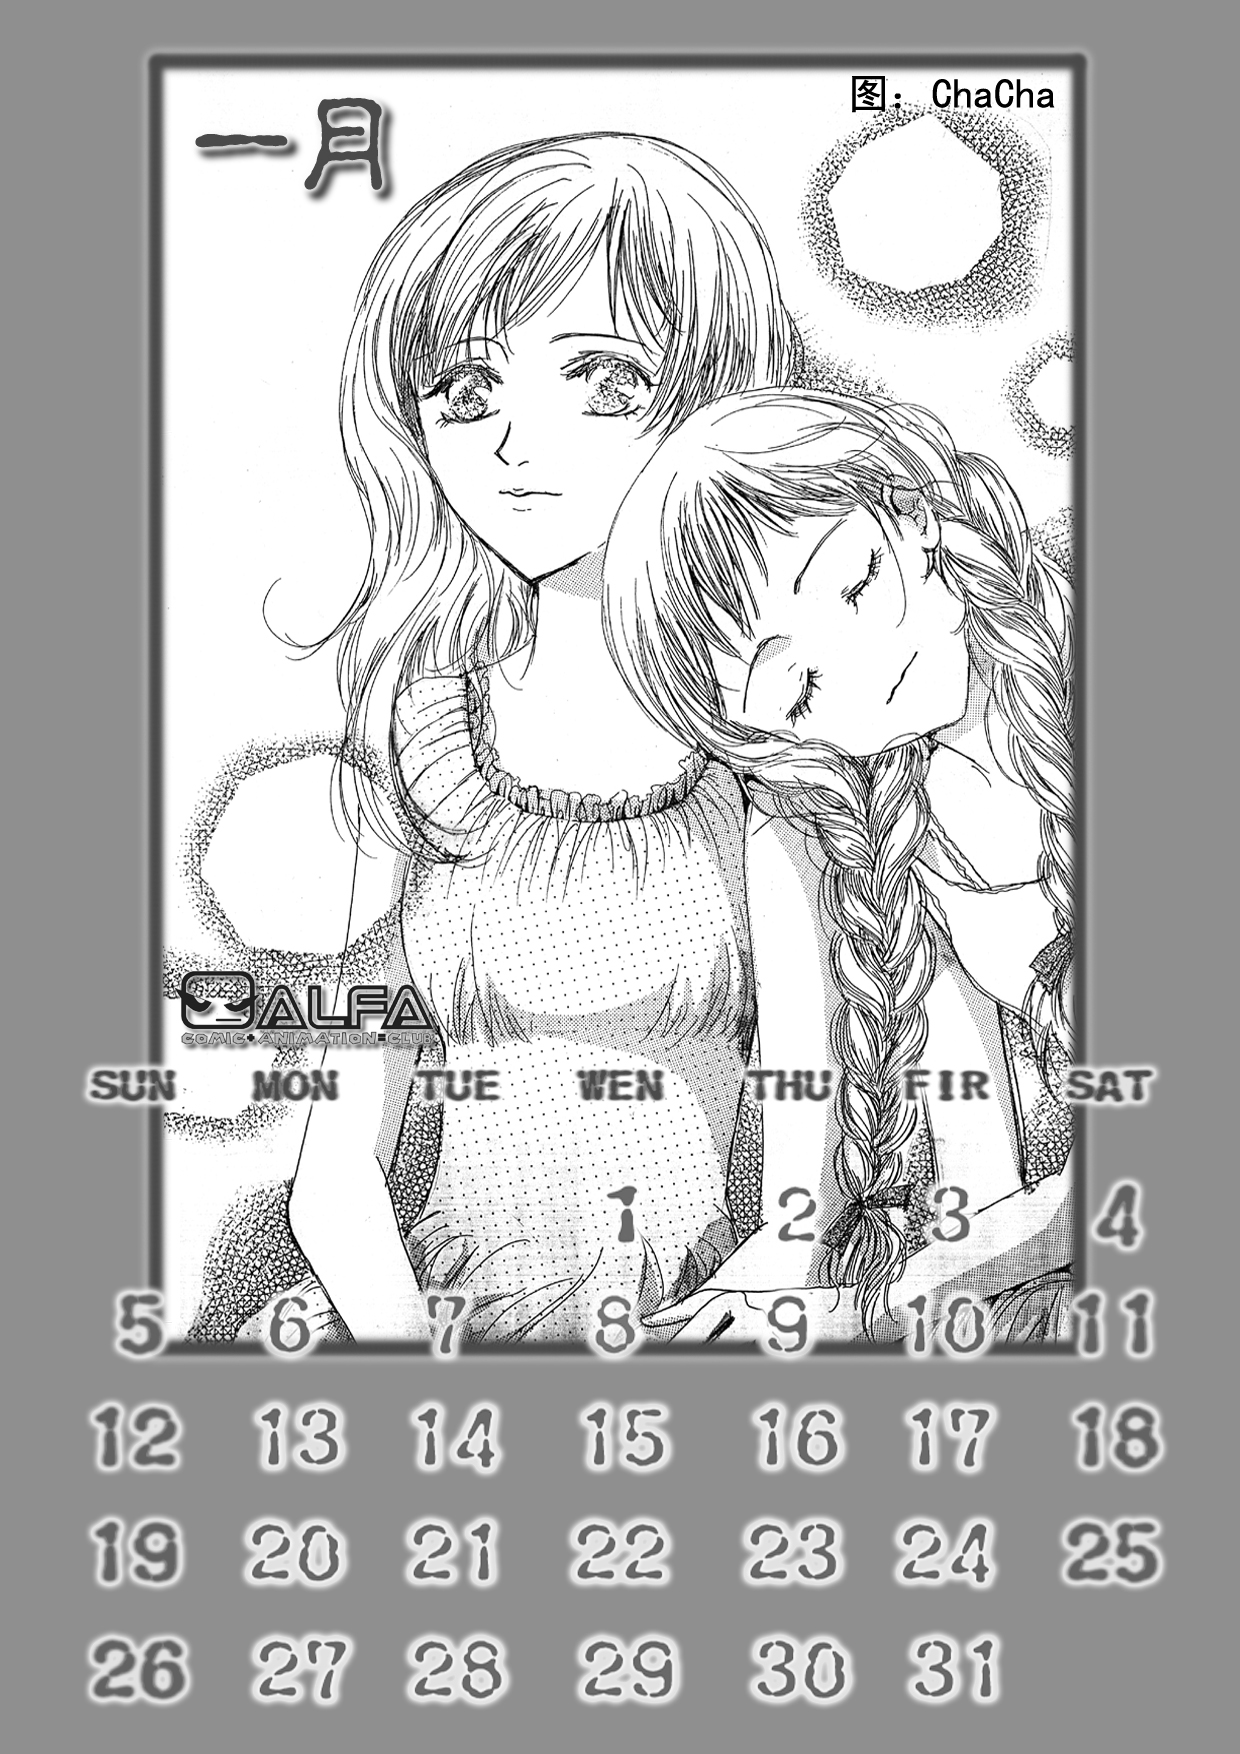 图：ChaCha
一月
ALFA
COMIC+ANIMATION=CLUB
SUN MON TUE WEN THU FIR SAT
1 2 3 4
5 6 7 8 9 10 11
12 13 14 15 16 17 18
19 20 21 22 23 24 25
26 27 28 29 30 31